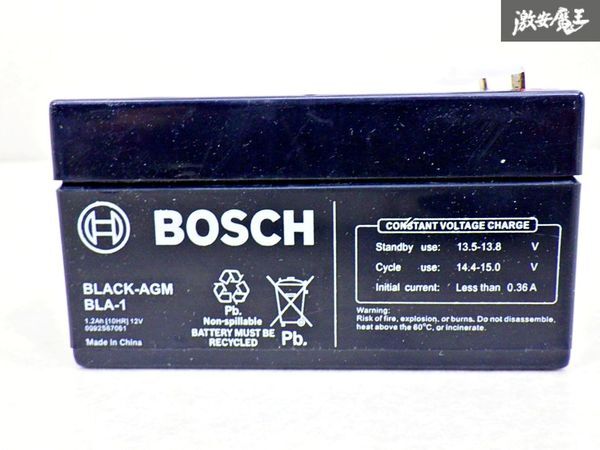 激安魔王
BOSCH
BLACK-AGM
BLA-1
1.2Ah [10HR] 12V
0092S67061
Made in China
Pb.
Non-spillable
BATTERY MUST BE
RECYCLED
Pb.
CONSTANT VOLTAGE CHARGE
Standby use: 13.5-13.8 V
Cycle use: 14.4-15.0 V
Initial current: Less than 0.36 A
Warning:
Risk of fire, explosion, or burns. Do not disassemble,
heat above the 60°C, or incinerate.